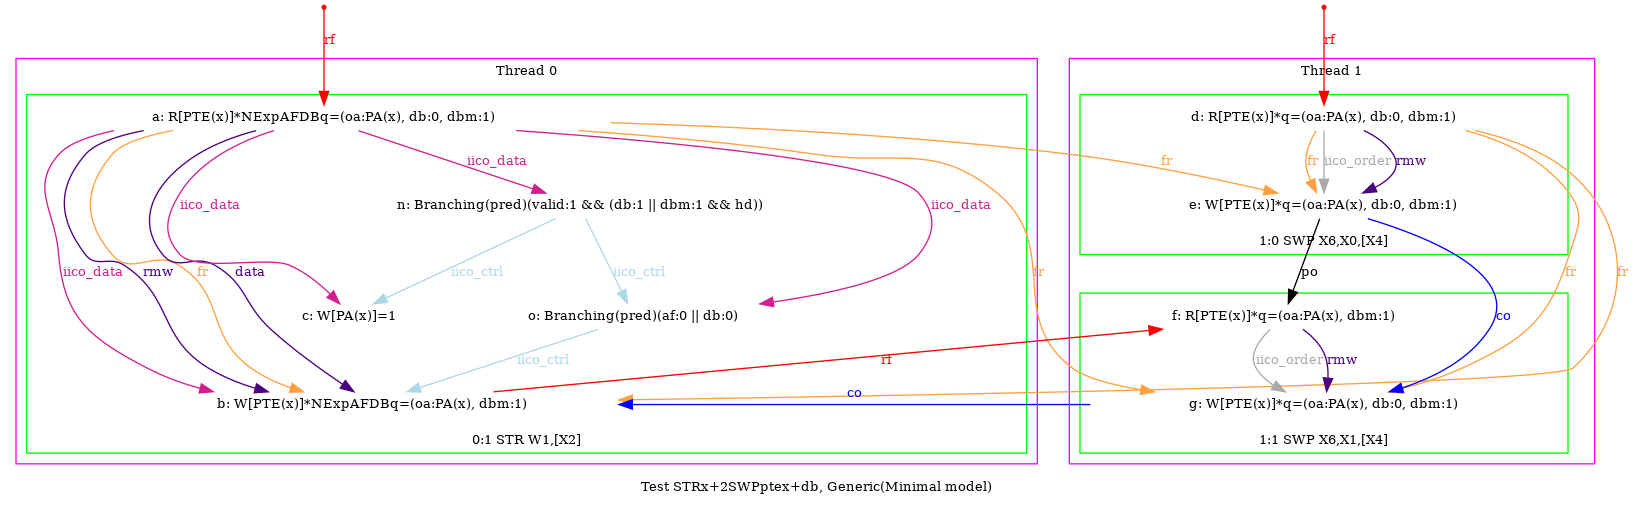 rf
rf
Thread 0
Thread 1
a: R[PTE(x)]*NExpAFDBq=(oa:PA(x), db:0, dbm:1)
d: R[PTE(x)]*q=(oa:PA(x), db:0, dbm:1)
iico_data
fr
fr
iico_order
rmw
iico_data
n: Branching(pred)(valid:1 && (db:1 || dbm:1 && hd))
iico_data
e: W[PTE(x)]*q=(oa:PA(x), db:0, dbm:1)
1:0 SWP X6,X0,[X4]
iico_data
rmw
fr
data
iico_ctrl
iico_ctrl
fr
po
fr
fr
c: W[PA(x)]=1
o: Branching(pred)(af:0 || db:0)
f: R[PTE(x)]*q=(oa:PA(x), dbm:1)
co
iico_ctrl
rf
iico_order
rmw
co
b: W[PTE(x)]*NExpAFDBq=(oa:PA(x), dbm:1)
g: W[PTE(x)]*q=(oa:PA(x), db:0, dbm:1)
0:1 STR W1,[X2]
1:1 SWP X6,X1,[X4]
Test STRx+2SWPptex+db, Generic(Minimal model)